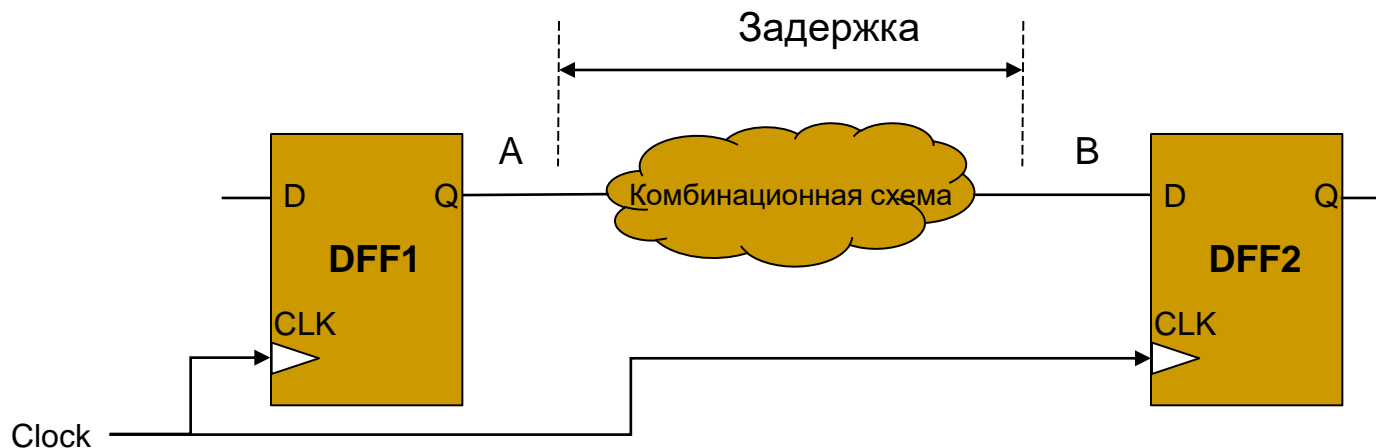 Задержка
A
B
D
Q
Комбинационная схема
D
Q
DFF1
DFF2
CLK
CLK
Clock